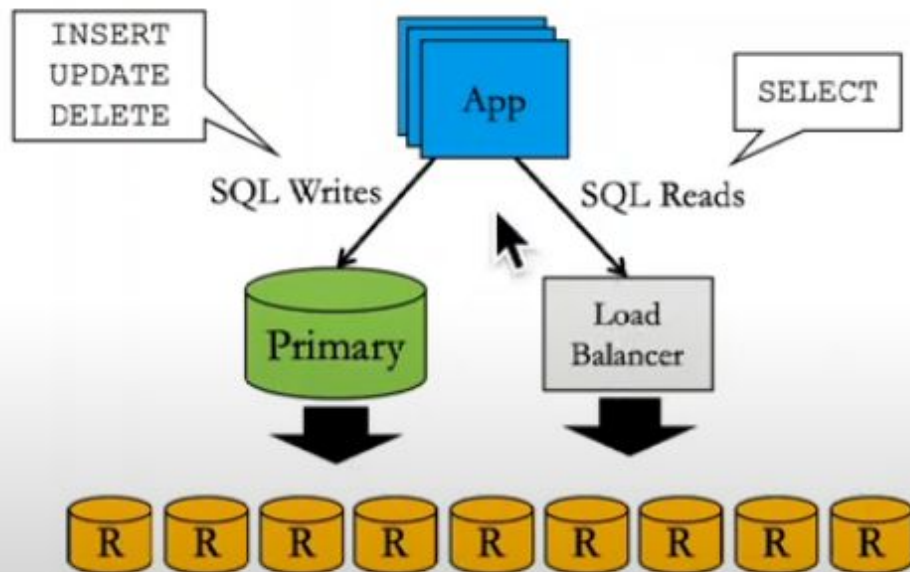 INSERT
UPDATE
DELETE
App
SELECT
SQL Writes
SQL Reads
Primary
Load
Balancer
R R R R R R R R R